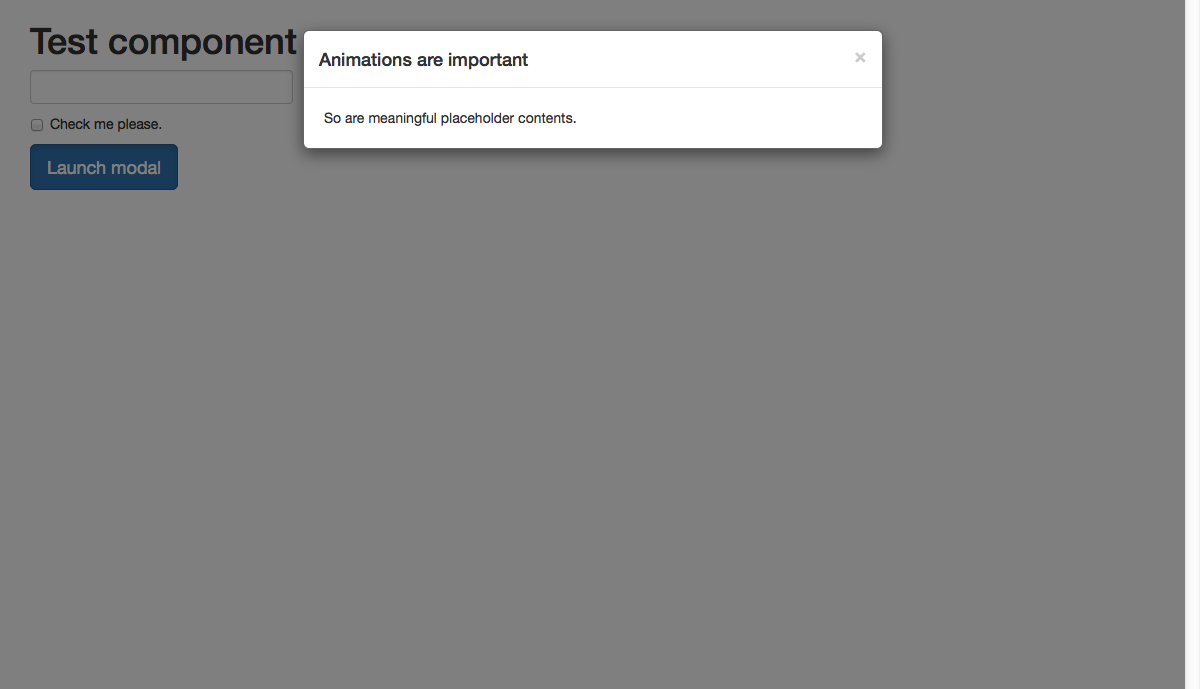 Test component
Animations are important
×
So are meaningful placeholder contents.
Check me please.
Launch modal